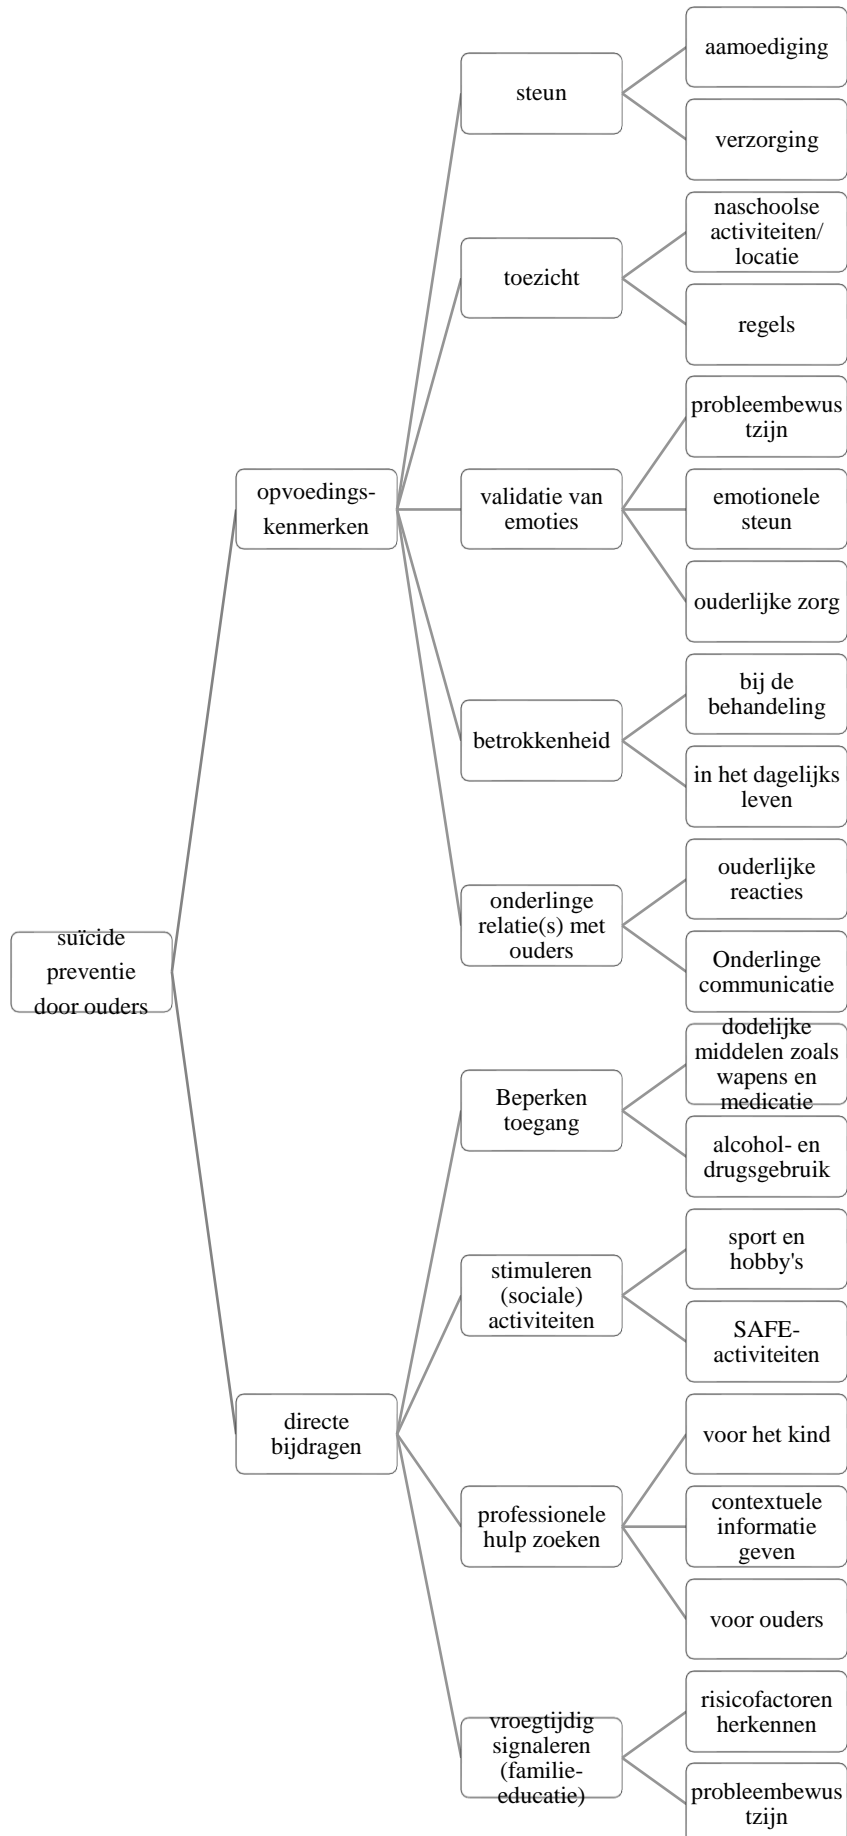 aamoediging
steun
verzorging
naschoolse
activiteiten/
locatie
toezicht
regels
probleembewus
tzijn
opvoedings-
kenmerken
validatie van
emoties
emotionele
steun
ouderlijke zorg
bij de
behandeling
betrokkenheid
in het dagelijks
leven
ouderlijke
reacties
onderlinge
relatie(s) met
ouders
Onderlinge
communicatie
suïcide
preventie
door ouders
dodelijke
middelen zoals
wapens en
medicatie
Beperken
toegang
alcohol- en
drugsgebruik
sport en
hobby's
stimuleren
(sociale)
activiteiten
SAFE-
activiteiten
directe
bijdragen
voor het kind
professionele
hulp zoeken
contextuele
informatie
geven
voor ouders
risicofactoren
herkennen
vroegtijdig
signaleren
(familie-
educatie)
probleembewus
tzijn